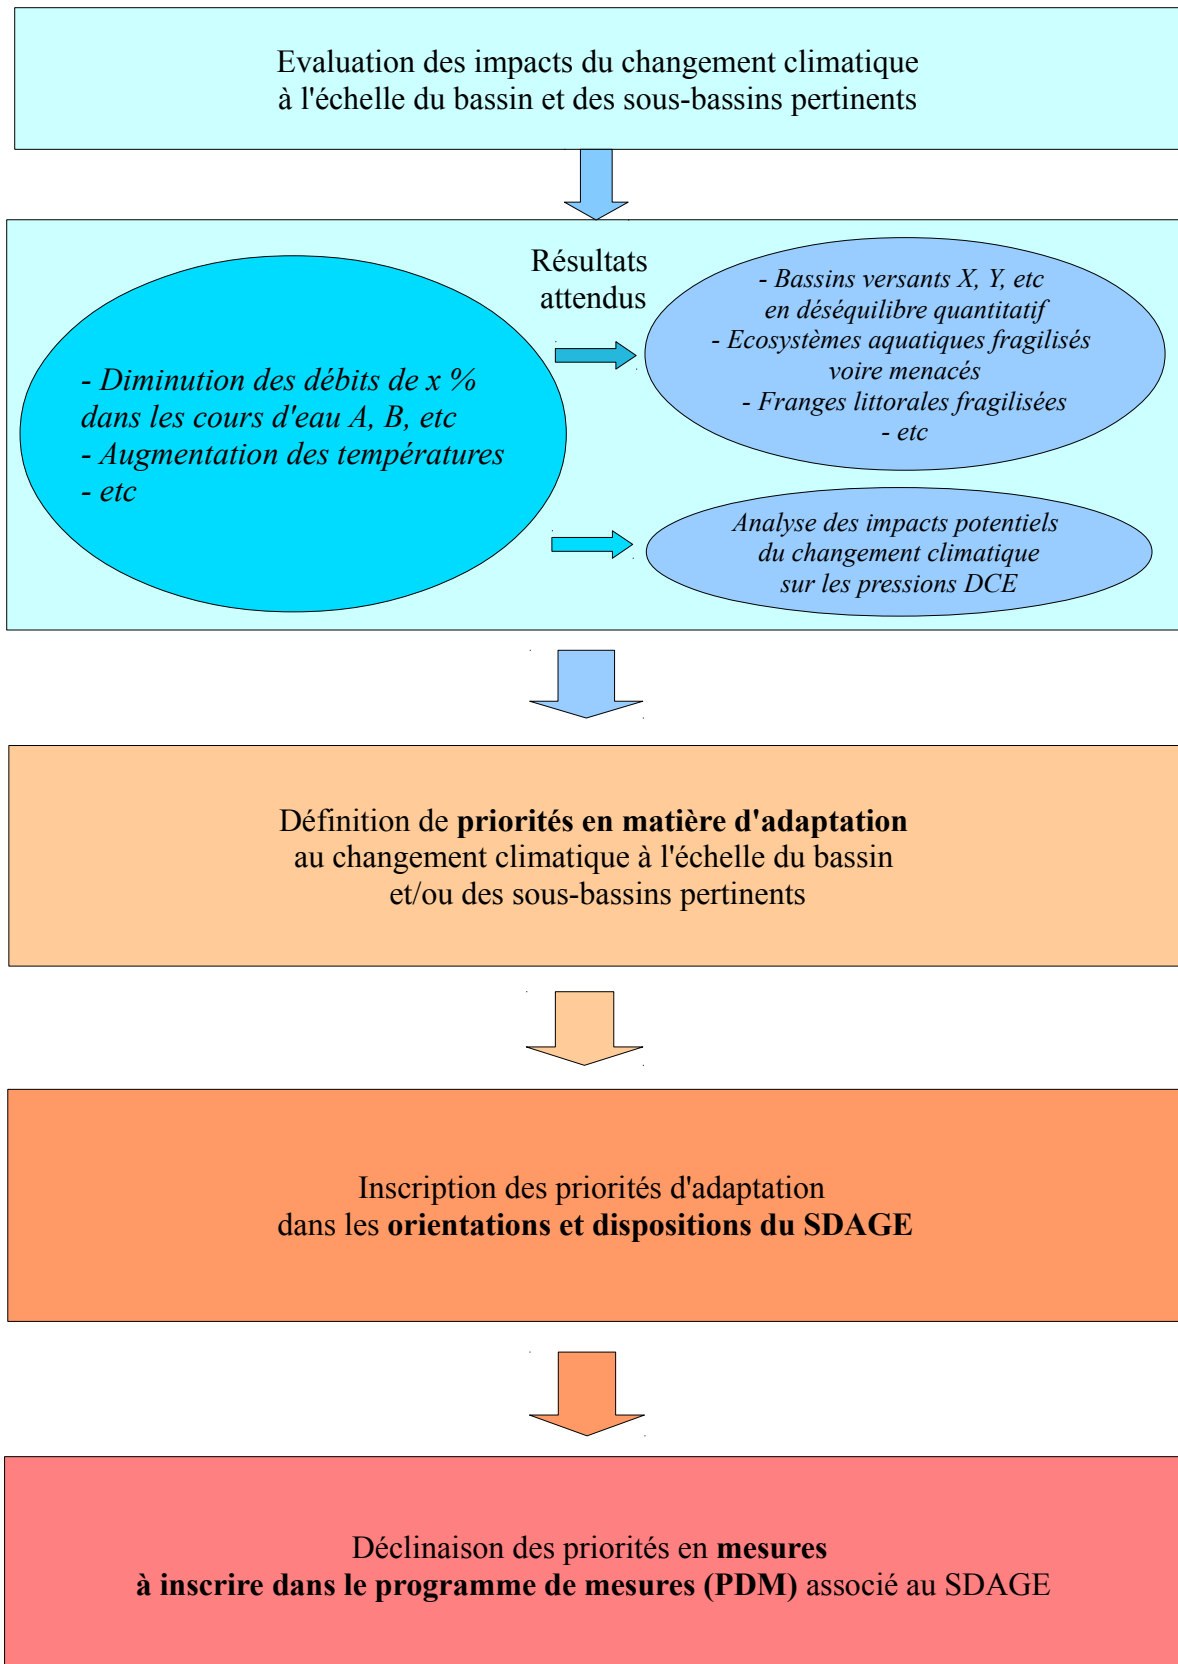 Evaluation des impacts du changement climatique
à l'échelle du bassin et des sous-bassins pertinents
Résultats
attendus
- Diminution des débits de x %
dans les cours d'eau A, B, etc
- Augmentation des températures
- etc
- Bassins versants X, Y, etc
en déséquilibre quantitatif
- Ecosystèmes aquatiques fragilisés
voire menacés
- Franges littorales fragilisées
- etc
Analyse des impacts potentiels
du changement climatique
sur les pressions DCE
Définition de priorités en matière d'adaptation
au changement climatique à l'échelle du bassin
et/ou des sous-bassins pertinents
Inscription des priorités d'adaptation
dans les orientations et dispositions du SDAGE
Déclinaison des priorités en mesures
à inscrire dans le programme de mesures (PDM) associé au SDAGE